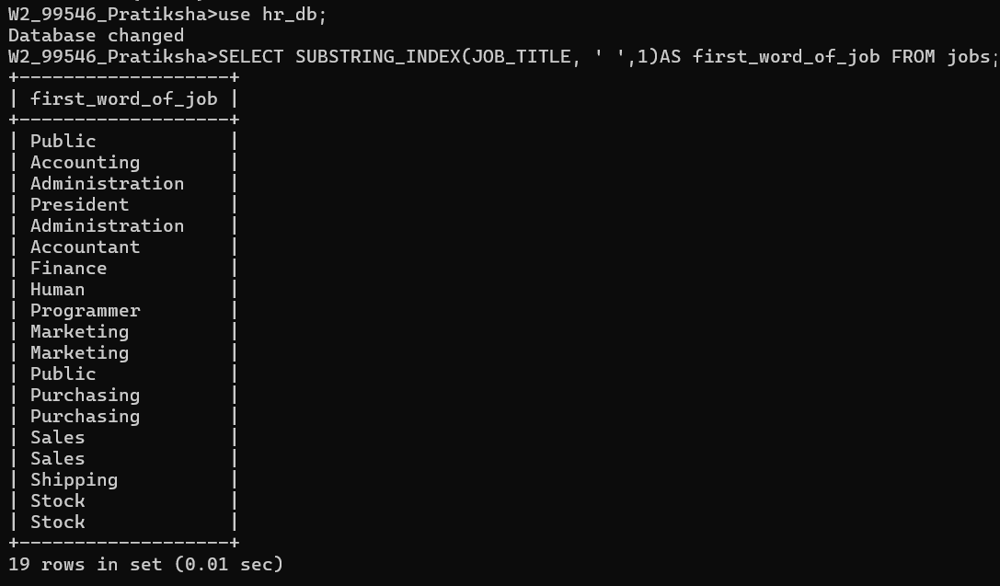 W2_99546_Pratiksha>use hr_db;
Database changed
W2_99546_Pratiksha>SELECT SUBSTRING_INDEX(JOB_TITLE, ' ',1)AS first_word_of_job FROM jobs;
+-------------------+
| first_word_of_job |
+-------------------+
| Public            |
| Accounting        |
| Administration    |
| President         |
| Administration    |
| Accountant        |
| Finance           |
| Human             |
| Programmer        |
| Marketing         |
| Marketing         |
| Public            |
| Purchasing        |
| Purchasing        |
| Sales             |
| Sales             |
| Shipping          |
| Stock             |
| Stock             |
+-------------------+
19 rows in set (0.01 sec)